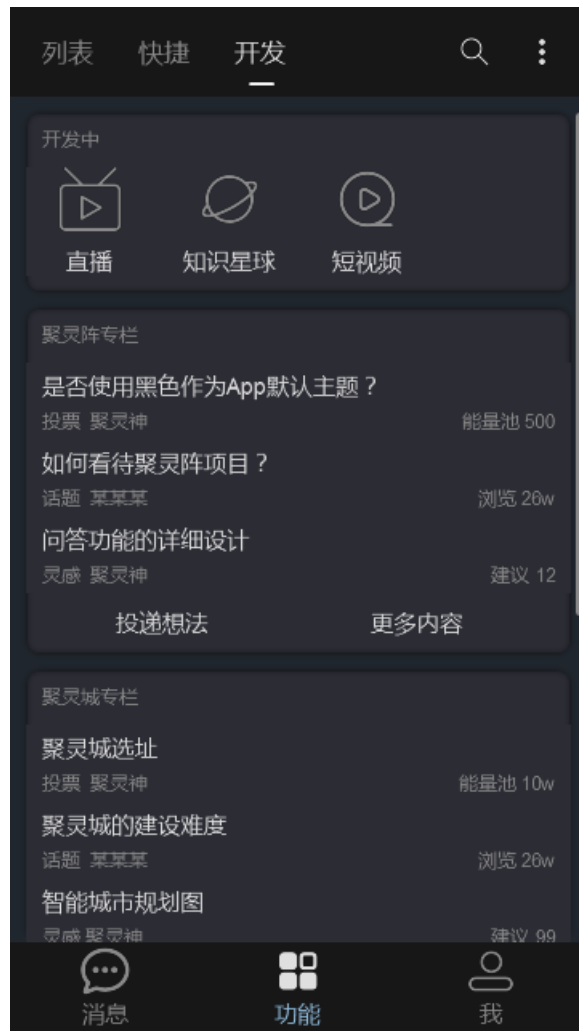 列表 快捷 开发
开发中
直播 知识星球 短视频
聚灵阵专栏
是否使用黑色作为App默认主题？
投票 聚灵神 能量池 500
如何看待聚灵阵项目？
话题 某某某 浏览 26w
问答功能的详细设计
灵感 聚灵神 建议 12
投递想法 更多内容
聚灵城专栏
聚灵城选址
投票 聚灵神 能量池 10w
聚灵城的建设难度
话题 某某某 浏览 26w
智能城市规划图
灵感 聚灵神 建议 99
消息 功能 我